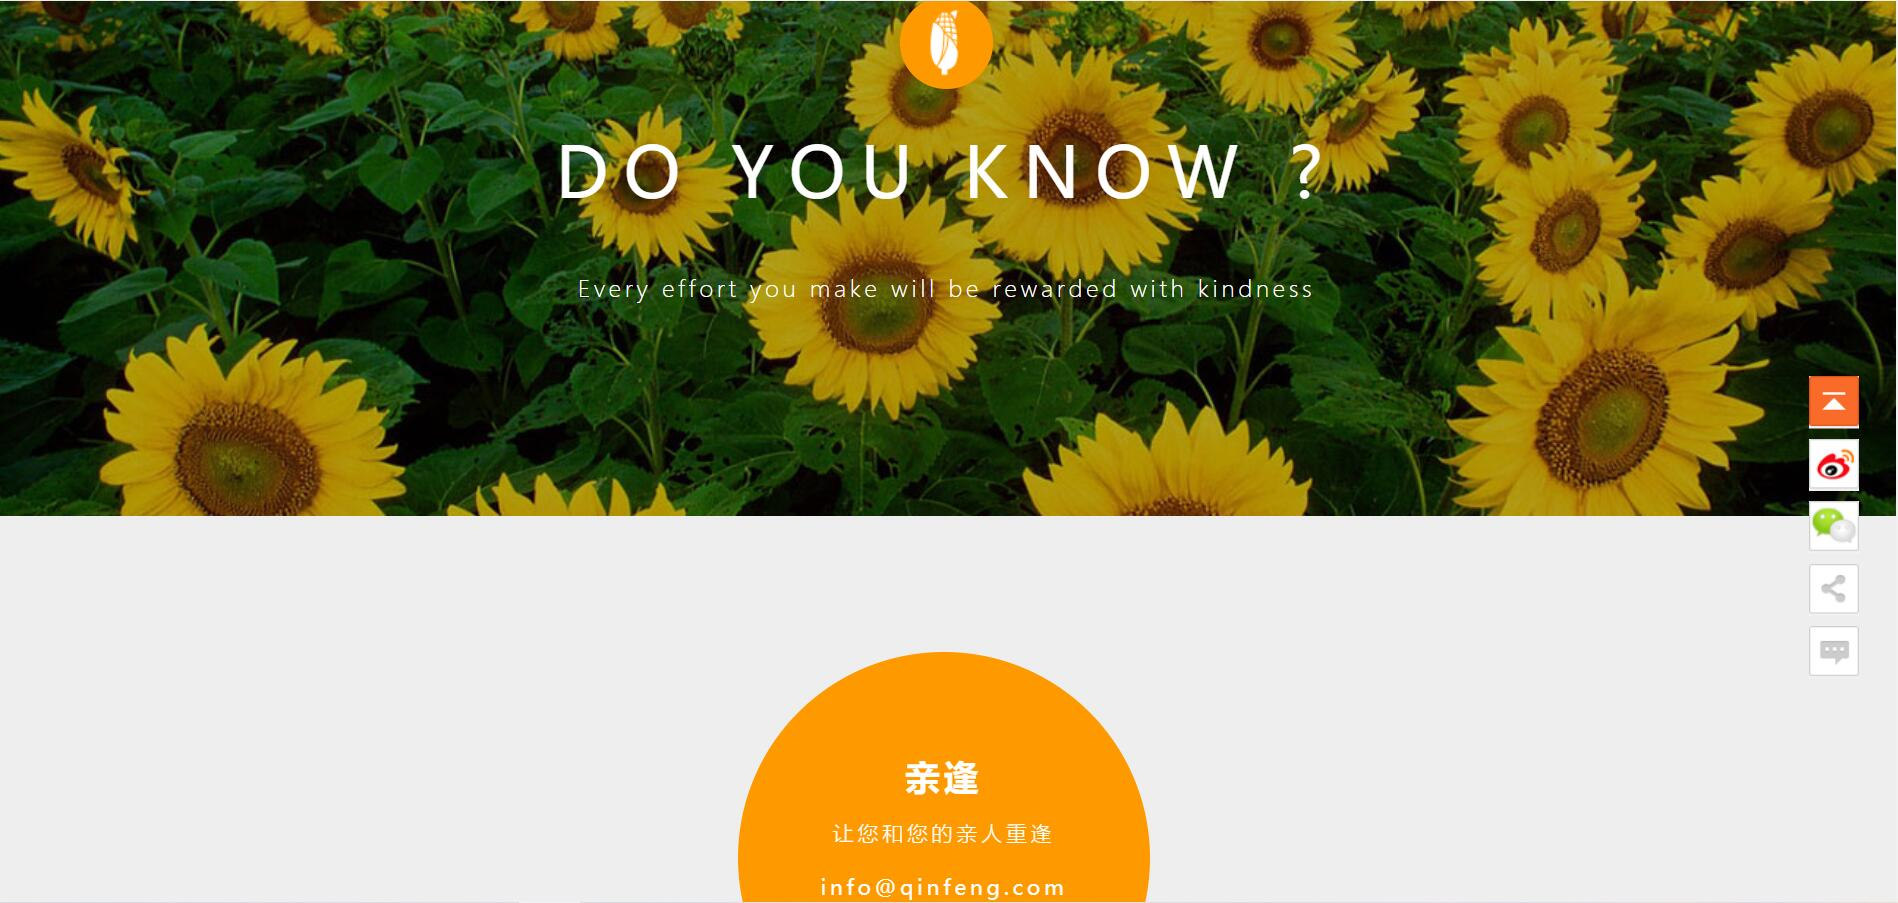 DO YOU KNOW ?
Every effort you make will be rewarded with kindness
亲逢
让您和您的亲人重逢
info@qinfeng.com